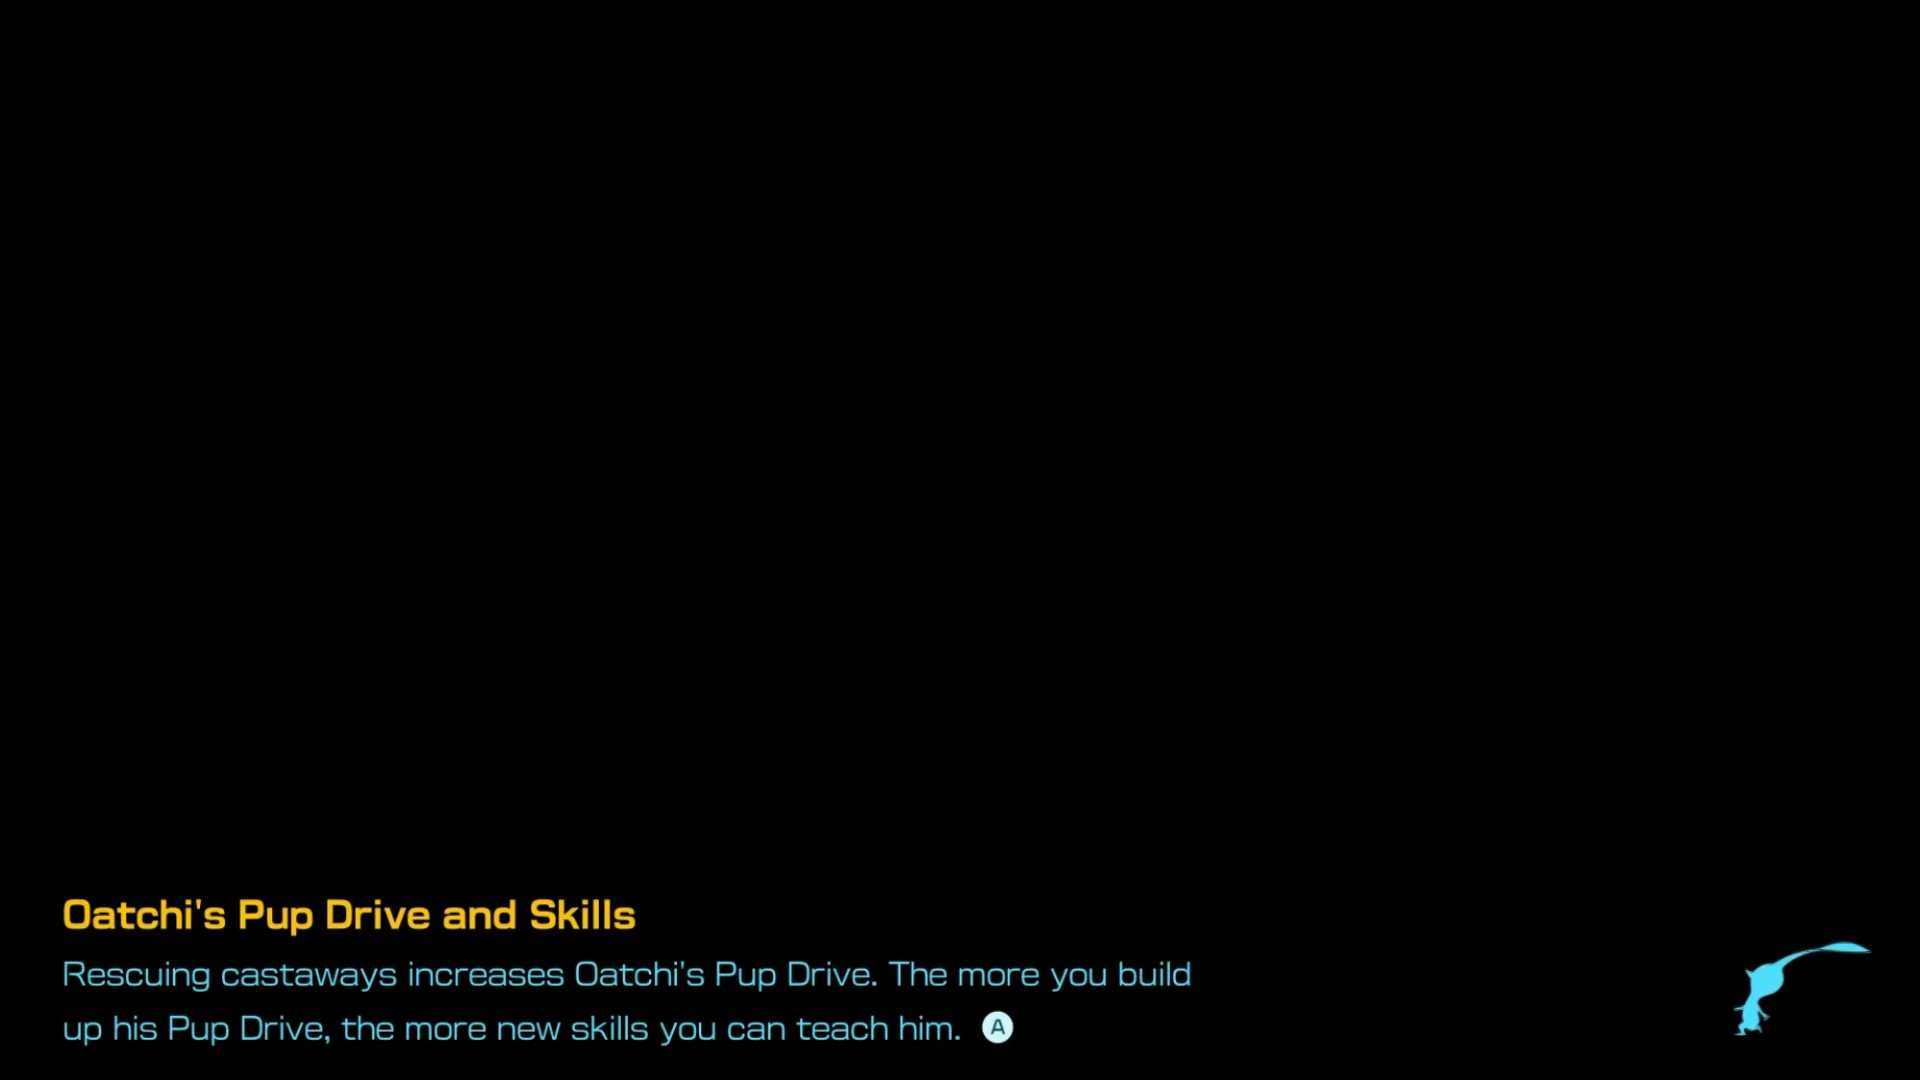 Oatchi's Pup Drive and Skills
Rescuing castaways increases Oatchi's Pup Drive. The more you build
up his Pup Drive, the more new skills you can teach him. A